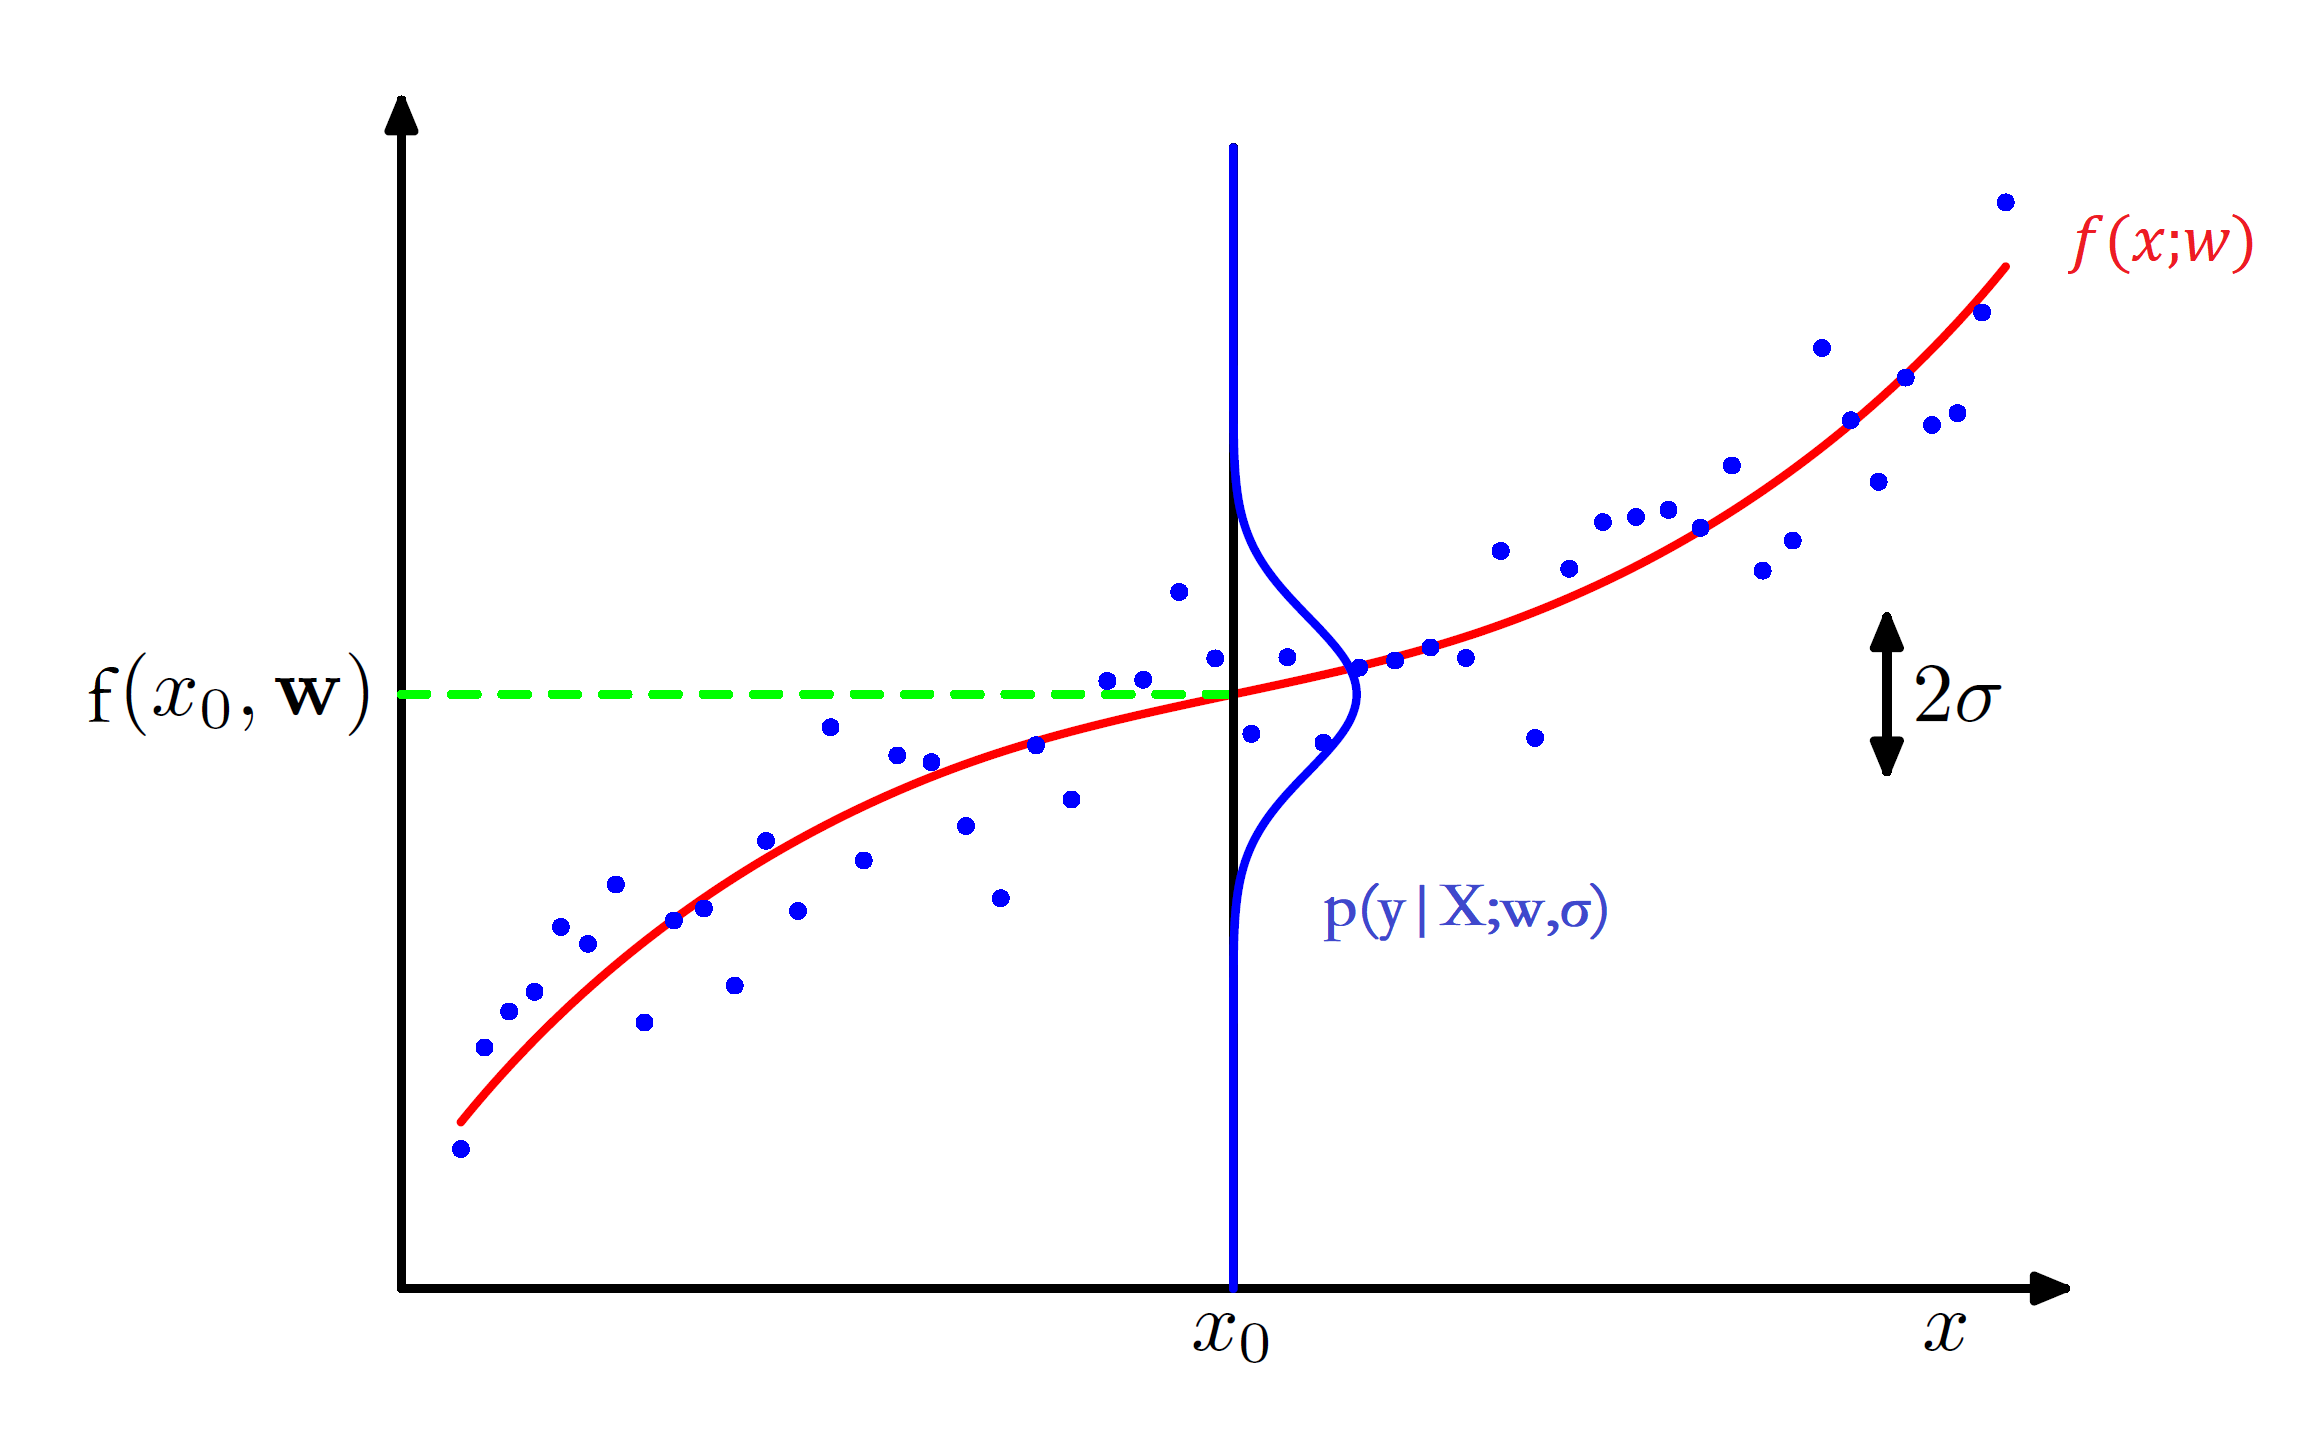 f(x;w)
f(x₀, w)
2σ
p(y|X;w,σ)
x₀
x